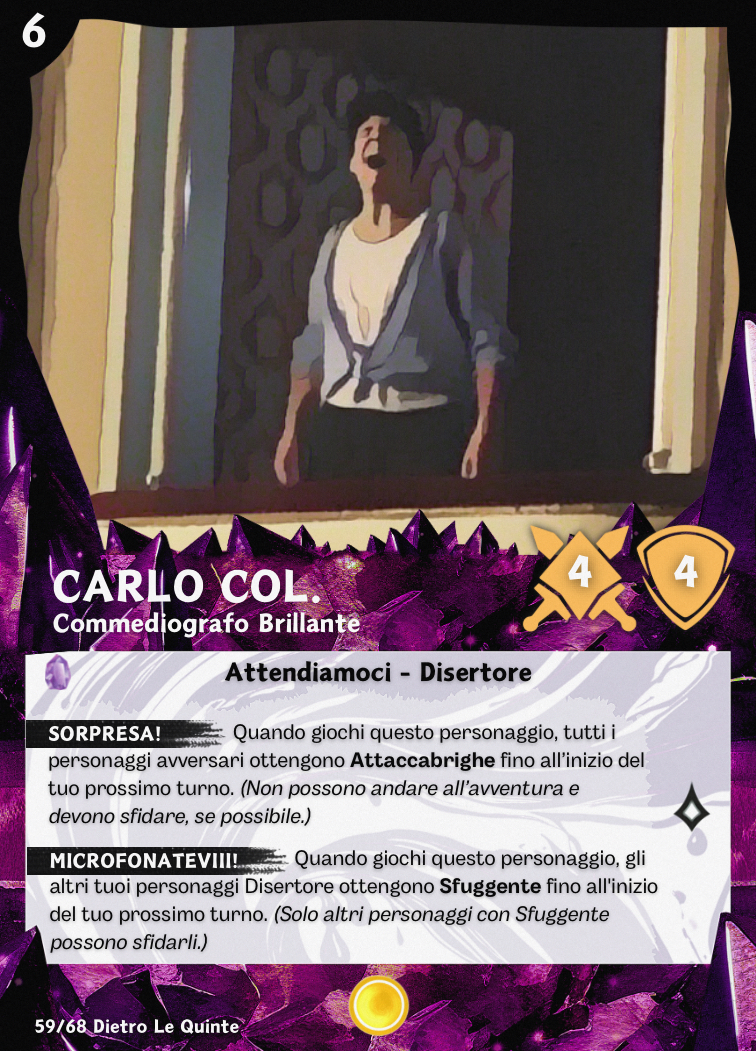 6
CARLO COL.
Commediografo Brillante
4 4
Attendiamoci - Disertore
SORPRESA! Quando giochi questo personaggio, tutti i
personaggi avversari ottengono Attaccabrighe fino all'inizio del
tuo prossimo turno. (Non possono andare all'avventura e
devono sfidare, se possibile.)
MICROFONATEVIII! Quando giochi questo personaggio, gli
altri tuoi personaggi Disertore ottengono Sfuggente fino all'inizio
del tuo prossimo turno. (Solo altri personaggi con Sfuggente
possono sfidarli.)
59/68 Dietro Le Quinte